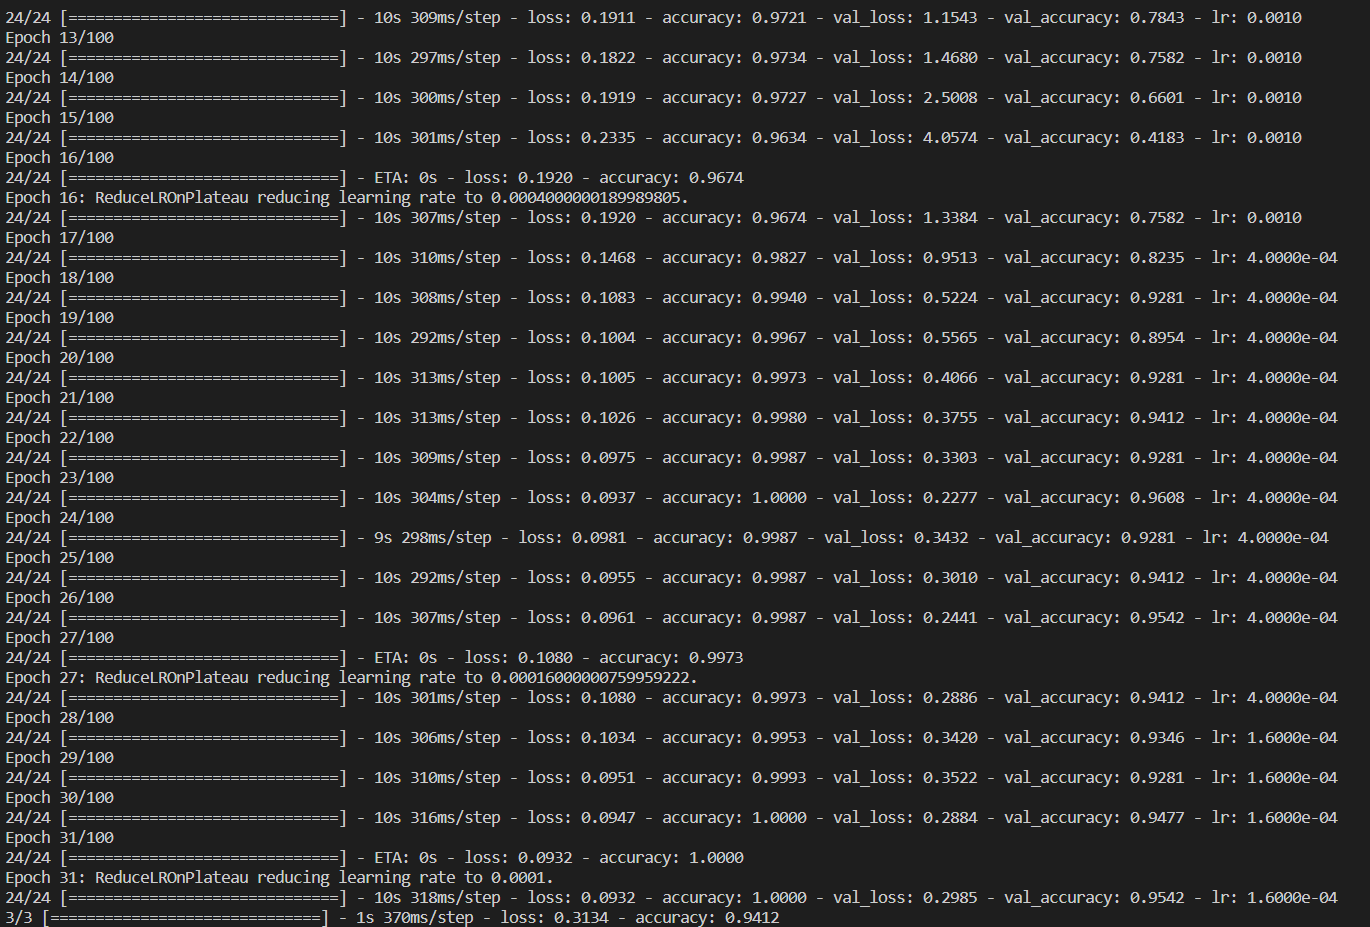 24/24 [==============================] - 10s 309ms/step - loss: 0.1911 - accuracy: 0.9721 - val_loss: 1.1543 - val_accuracy: 0.7843 - lr: 0.0010
Epoch 13/100
24/24 [==============================] - 10s 297ms/step - loss: 0.1822 - accuracy: 0.9734 - val_loss: 1.4680 - val_accuracy: 0.7582 - lr: 0.0010
Epoch 14/100
24/24 [==============================] - 10s 300ms/step - loss: 0.1919 - accuracy: 0.9727 - val_loss: 2.5008 - val_accuracy: 0.6601 - lr: 0.0010
Epoch 15/100
24/24 [==============================] - 10s 301ms/step - loss: 0.2335 - accuracy: 0.9634 - val_loss: 4.0574 - val_accuracy: 0.4183 - lr: 0.0010
Epoch 16/100
24/24 [==============================] - ETA: 0s - loss: 0.1920 - accuracy: 0.9674
Epoch 16: ReduceLROnPlateau reducing learning rate to 0.0004000000189989805.
24/24 [==============================] - 10s 307ms/step - loss: 0.1920 - accuracy: 0.9674 - val_loss: 1.3384 - val_accuracy: 0.7582 - lr: 0.0010
Epoch 17/100
24/24 [==============================] - 10s 310ms/step - loss: 0.1468 - accuracy: 0.9827 - val_loss: 0.9513 - val_accuracy: 0.8235 - lr: 4.0000e-04
Epoch 18/100
24/24 [==============================] - 10s 308ms/step - loss: 0.1083 - accuracy: 0.9940 - val_loss: 0.5224 - val_accuracy: 0.9281 - lr: 4.0000e-04
Epoch 19/100
24/24 [==============================] - 10s 292ms/step - loss: 0.1004 - accuracy: 0.9967 - val_loss: 0.5565 - val_accuracy: 0.8954 - lr: 4.0000e-04
Epoch 20/100
24/24 [==============================] - 10s 313ms/step - loss: 0.1005 - accuracy: 0.9973 - val_loss: 0.4066 - val_accuracy: 0.9281 - lr: 4.0000e-04
Epoch 21/100
24/24 [==============================] - 10s 313ms/step - loss: 0.1026 - accuracy: 0.9980 - val_loss: 0.3755 - val_accuracy: 0.9412 - lr: 4.0000e-04
Epoch 22/100
24/24 [==============================] - 10s 309ms/step - loss: 0.0975 - accuracy: 0.9987 - val_loss: 0.3303 - val_accuracy: 0.9281 - lr: 4.0000e-04
Epoch 23/100
24/24 [==============================] - 10s 304ms/step - loss: 0.0937 - accuracy: 1.0000 - val_loss: 0.2277 - val_accuracy: 0.9608 - lr: 4.0000e-04
Epoch 24/100
24/24 [==============================] - 9s 298ms/step - loss: 0.0981 - accuracy: 0.9987 - val_loss: 0.3432 - val_accuracy: 0.9281 - lr: 4.0000e-04
Epoch 25/100
24/24 [==============================] - 10s 292ms/step - loss: 0.0955 - accuracy: 0.9987 - val_loss: 0.3010 - val_accuracy: 0.9412 - lr: 4.0000e-04
Epoch 26/100
24/24 [==============================] - 10s 307ms/step - loss: 0.0961 - accuracy: 0.9987 - val_loss: 0.2441 - val_accuracy: 0.9542 - lr: 4.0000e-04
Epoch 27/100
24/24 [==============================] - ETA: 0s - loss: 0.1080 - accuracy: 0.9973
Epoch 27: ReduceLROnPlateau reducing learning rate to 0.00016000000759959222.
24/24 [==============================] - 10s 301ms/step - loss: 0.1080 - accuracy: 0.9973 - val_loss: 0.2886 - val_accuracy: 0.9412 - lr: 4.0000e-04
Epoch 28/100
24/24 [==============================] - 10s 306ms/step - loss: 0.1034 - accuracy: 0.9953 - val_loss: 0.3420 - val_accuracy: 0.9346 - lr: 1.6000e-04
Epoch 29/100
24/24 [==============================] - 10s 310ms/step - loss: 0.0951 - accuracy: 0.9993 - val_loss: 0.3522 - val_accuracy: 0.9281 - lr: 1.6000e-04
Epoch 30/100
24/24 [==============================] - 10s 316ms/step - loss: 0.0947 - accuracy: 1.0000 - val_loss: 0.2884 - val_accuracy: 0.9477 - lr: 1.6000e-04
Epoch 31/100
24/24 [==============================] - ETA: 0s - loss: 0.0932 - accuracy: 1.0000
Epoch 31: ReduceLROnPlateau reducing learning rate to 0.0001.
24/24 [==============================] - 10s 318ms/step - loss: 0.0932 - accuracy: 1.0000 - val_loss: 0.2985 - val_accuracy: 0.9542 - lr: 1.6000e-04
3/3 [==============================] - 1s 370ms/step - loss: 0.3134 - accuracy: 0.9412